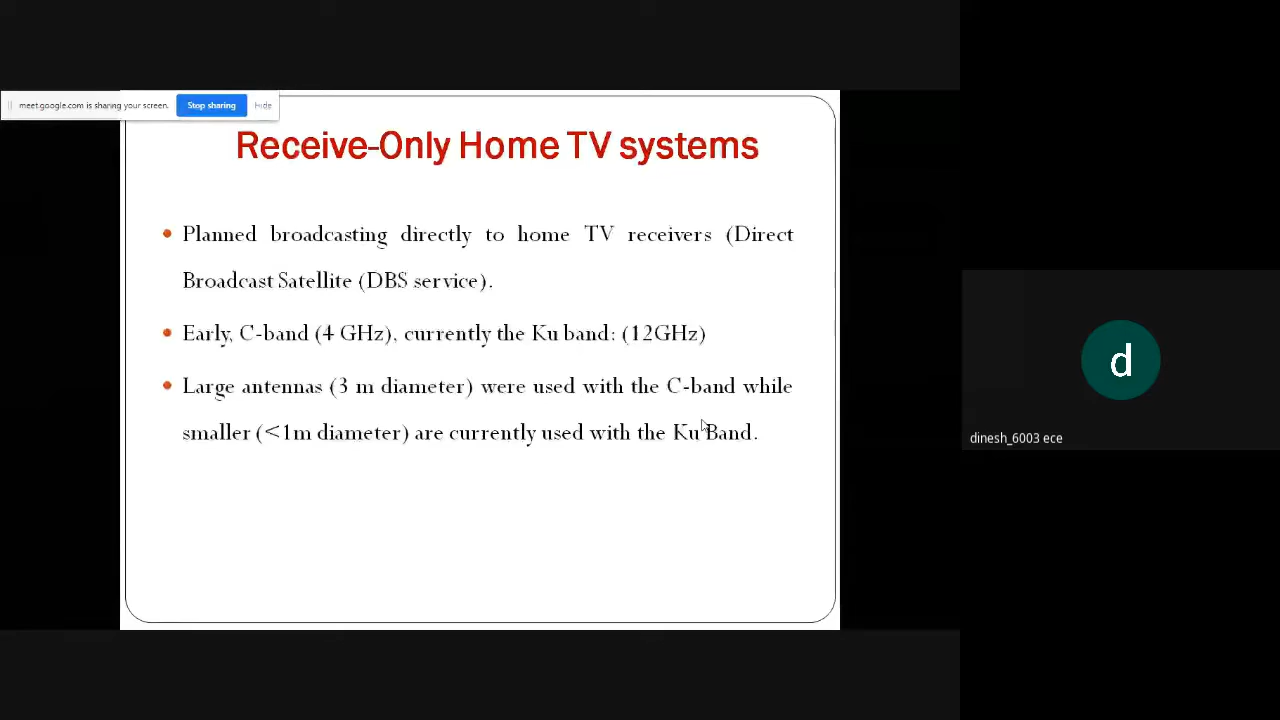 meet.google.com is sharing your screen. Stop sharing Hide
Receive-Only Home TV systems
Planned broadcasting directly to home TV receivers (Direct
Broadcast Satellite (DBS service).
Early, C-band (4 GHz), currently the Ku band: (12GHz)
Large antennas (3 m diameter) were used with the C-band while
smaller (<1m diameter) are currently used with the Ku Band.
d
dinesh_6003 ece